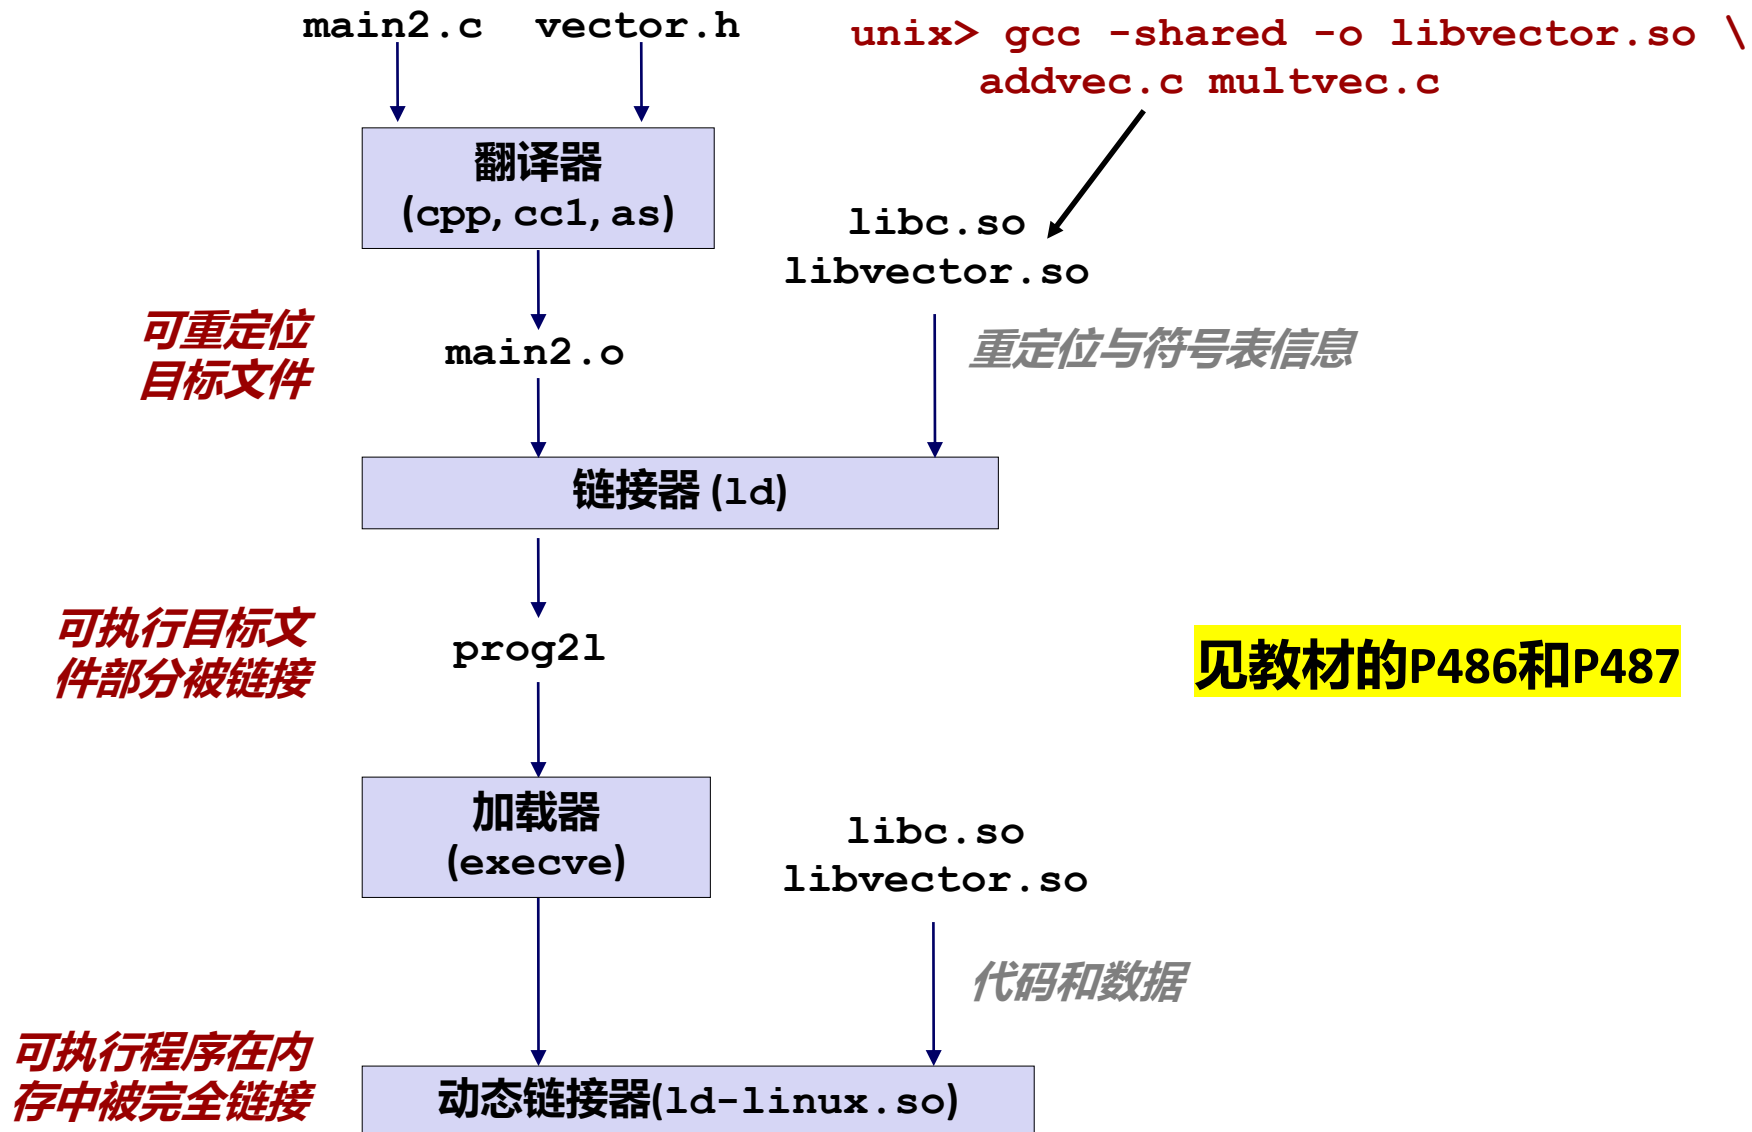 main2.c vector.h
unix> gcc -shared -o libvector.so \
addvec.c multvec.c
翻译器
(cpp, cc1, as)
libc.so
libvector.so
可重定位
目标文件
main2.o
重定位与符号表信息
链接器 (ld)
可执行目标文
件部分被链接
prog2l
见教材的P486和P487
加载器
(execve)
libc.so
libvector.so
代码和数据
可执行程序在内
存中被完全链接
动态链接器(ld-linux.so)